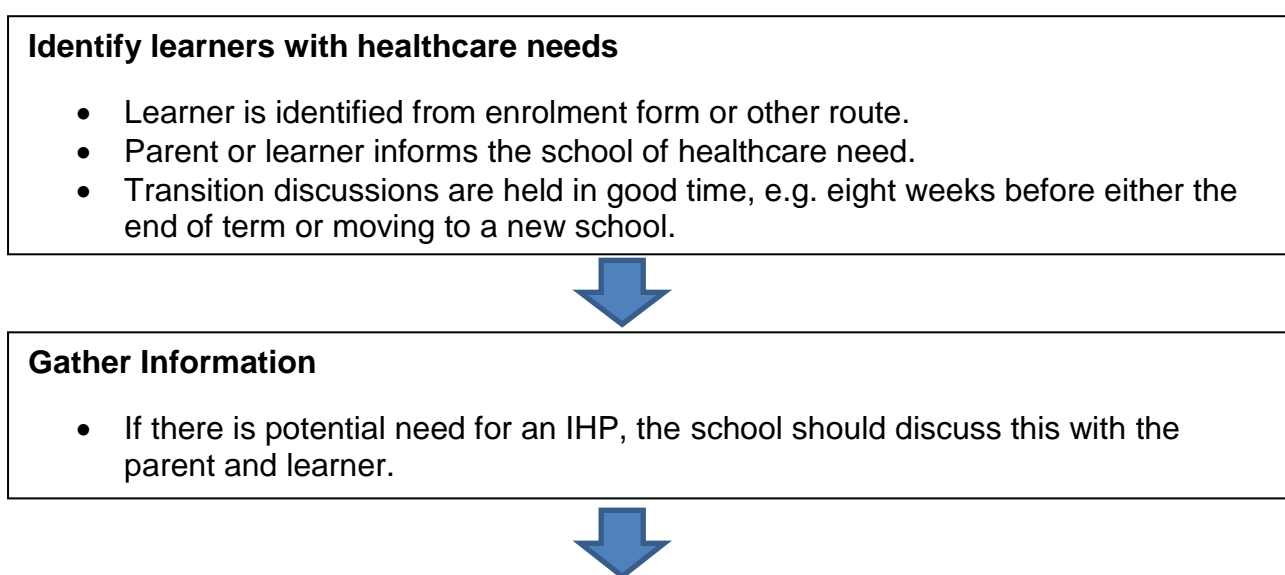 Identify learners with healthcare needs
• Learner is identified from enrolment form or other route.
• Parent or learner informs the school of healthcare need.
• Transition discussions are held in good time, e.g. eight weeks before either the
end of term or moving to a new school.
Gather Information
• If there is potential need for an IHP, the school should discuss this with the
parent and learner.